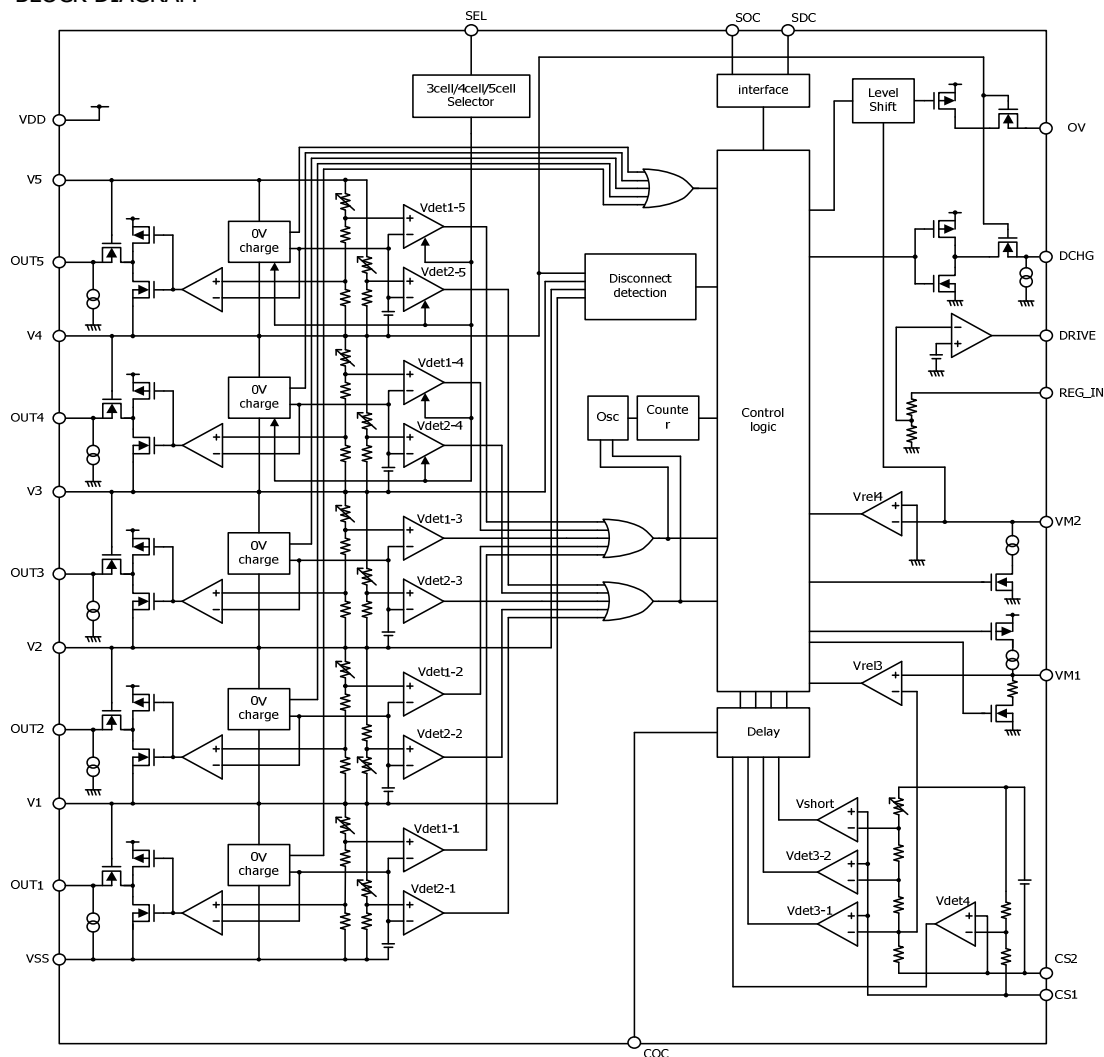 BLOCK DIAGRAM
SEL
SOC
SDC
3cell/4cell/5cell
Selector
interface
Level
Shift
VDD
OV
V5
Vdet1-5
0V
charge
OUT5
Vdet2-5
Disconnect
detection
DCHG
V4
DRIVE
Vdet1-4
0V
charge
REG_IN
OUT4
Vdet2-4
Osc
Counte
r
Control
logic
V3
Vrel4
VM2
Vdet1-3
0V
charge
OUT3
Vdet2-3
V2
Vdet1-2
Vrel3
VM1
0V
charge
OUT2
Vdet2-2
Delay
V1
Vshort
Vdet1-1
0V
charge
Vdet3-2
OUT1
Vdet2-1
Vdet3-1
Vdet4
VSS
CS2
CS1
COC